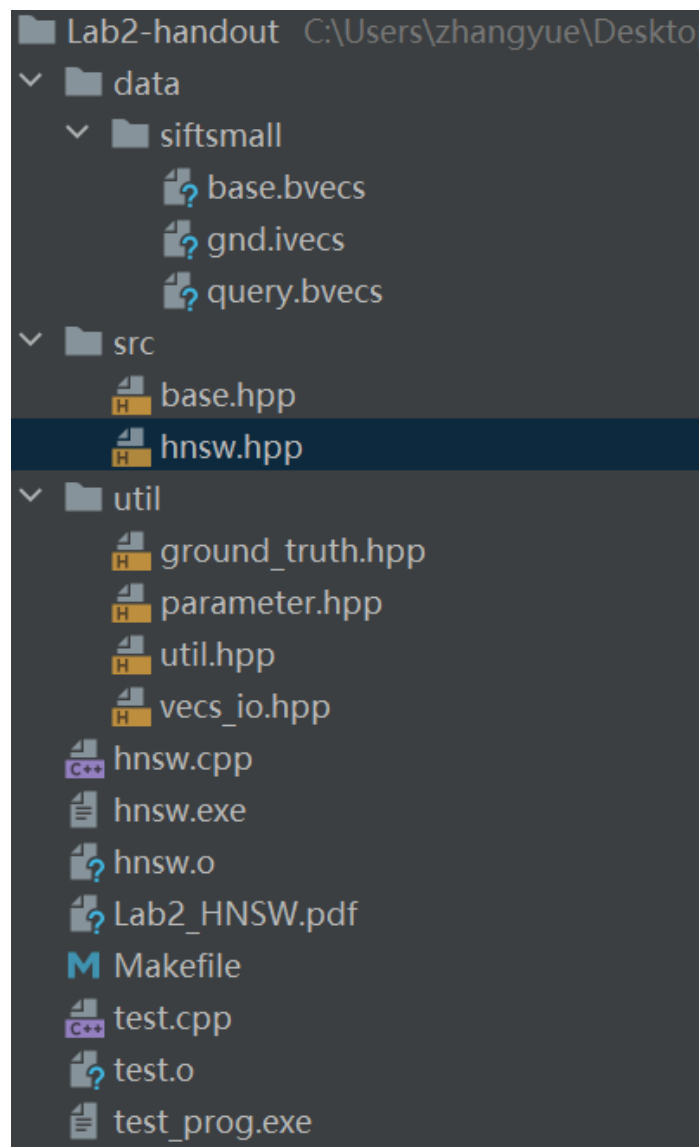 Lab2-handout C:\Users\zhangyue\Deskto
data
siftsmall
base.bvecs
gnd.ivecs
query.bvecs
src
base.hpp
hnsw.hpp
util
ground_truth.hpp
parameter.hpp
util.hpp
vecs_io.hpp
hnsw.cpp
hnsw.exe
hnsw.o
Lab2_HNSW.pdf
Makefile
test.cpp
test.o
test_prog.exe